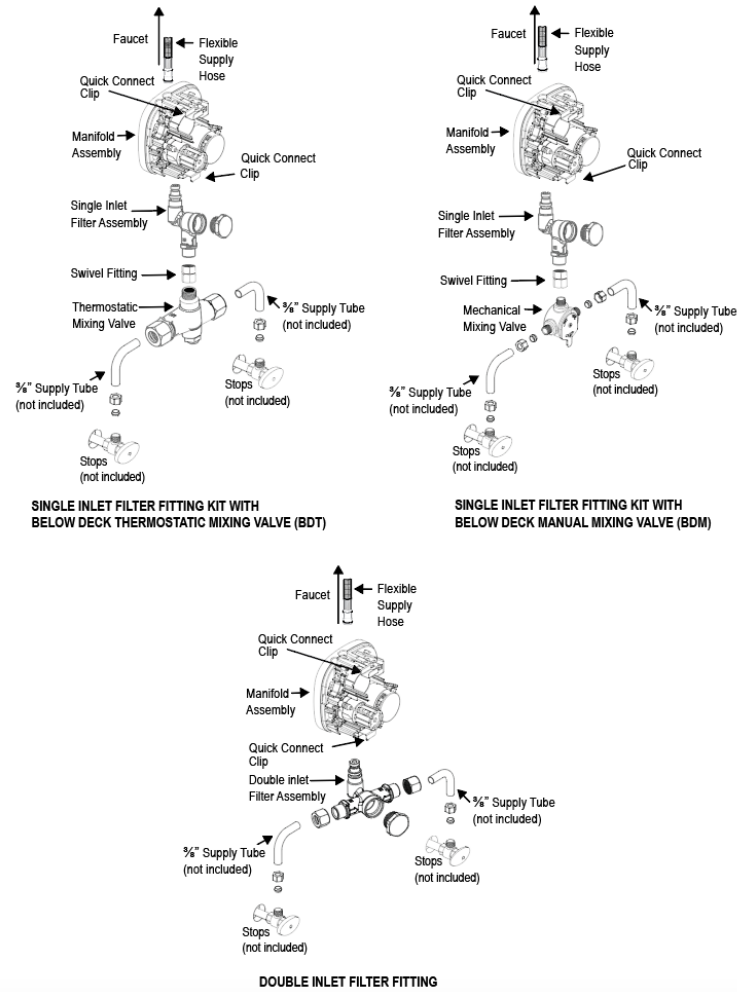 Faucet
Flexible
Supply
Hose
Quick Connect
Clip
Manifold
Assembly
Quick Connect
Clip
Single Inlet
Filter Assembly
Swivel Fitting
Thermostatic
Mixing Valve
⅜” Supply Tube
(not included)
⅜” Supply Tube
(not included)
Stops
(not included)
Stops
(not included)
SINGLE INLET FILTER FITTING KIT WITH
BELOW DECK THERMOSTATIC MIXING VALVE (BDT)
Faucet
Flexible
Supply
Hose
Quick Connect
Clip
Manifold
Assembly
Quick Connect
Clip
Single Inlet
Filter Assembly
Swivel Fitting
Mechanical
Mixing Valve
⅜” Supply Tube
(not included)
⅜” Supply Tube
(not included)
Stops
(not included)
Stops
(not included)
SINGLE INLET FILTER FITTING KIT WITH
BELOW DECK MANUAL MIXING VALVE (BDM)
Faucet
Flexible
Supply
Hose
Quick Connect
Clip
Manifold
Assembly
Quick Connect
Clip
Double inlet
Filter Assembly
⅜” Supply Tube
(not included)
⅜” Supply Tube
(not included)
Stops
(not included)
Stops
(not included)
DOUBLE INLET FILTER FITTING